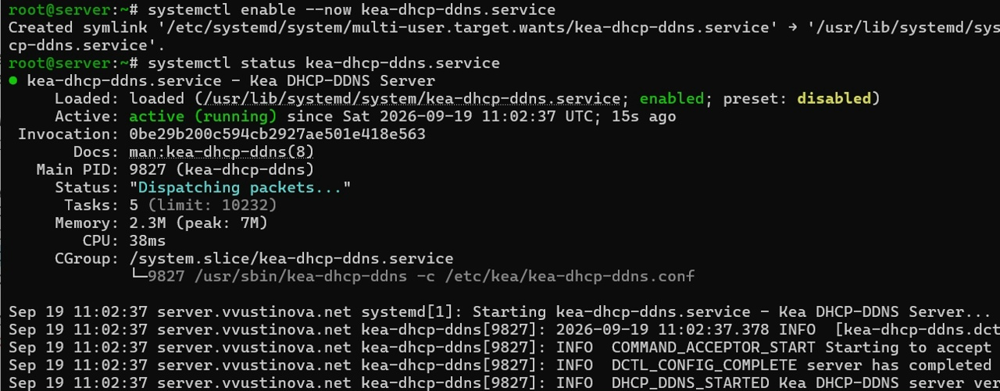 root@server:~# systemctl enable --now kea-dhcp-ddns.service
Created symlink '/etc/systemd/system/multi-user.target.wants/kea-dhcp-ddns.service' → '/usr/lib/systemd/sys
cp-ddns.service'.
root@server:~# systemctl status kea-dhcp-ddns.service
● kea-dhcp-ddns.service - Kea DHCP-DDNS Server
     Loaded: loaded (/usr/lib/systemd/system/kea-dhcp-ddns.service; enabled; preset: disabled)
     Active: active (running) since Sat 2026-09-19 11:02:37 UTC; 15s ago
 Invocation: 0be29b200c594cb2927ae501e418e563
       Docs: man:kea-dhcp-ddns(8)
   Main PID: 9827 (kea-dhcp-ddns)
     Status: "Dispatching packets..."
      Tasks: 5 (limit: 10232)
     Memory: 2.3M (peak: 7M)
        CPU: 38ms
     CGroup: /system.slice/kea-dhcp-ddns.service
             └─9827 /usr/sbin/kea-dhcp-ddns -c /etc/kea/kea-dhcp-ddns.conf

Sep 19 11:02:37 server.vvustinova.net systemd[1]: Starting kea-dhcp-ddns.service - Kea DHCP-DDNS Server...
Sep 19 11:02:37 server.vvustinova.net kea-dhcp-ddns[9827]: 2026-09-19 11:02:37.378 INFO  [kea-dhcp-ddns.dct
Sep 19 11:02:37 server.vvustinova.net kea-dhcp-ddns[9827]: INFO  COMMAND_ACCEPTOR_START Starting to accept
Sep 19 11:02:37 server.vvustinova.net kea-dhcp-ddns[9827]: INFO  DCTL_CONFIG_COMPLETE server has completed
Sep 19 11:02:37 server.vvustinova.net kea-dhcp-ddns[9827]: INFO  DHCP_DDNS_STARTED Kea DHCP-DDNS server ver